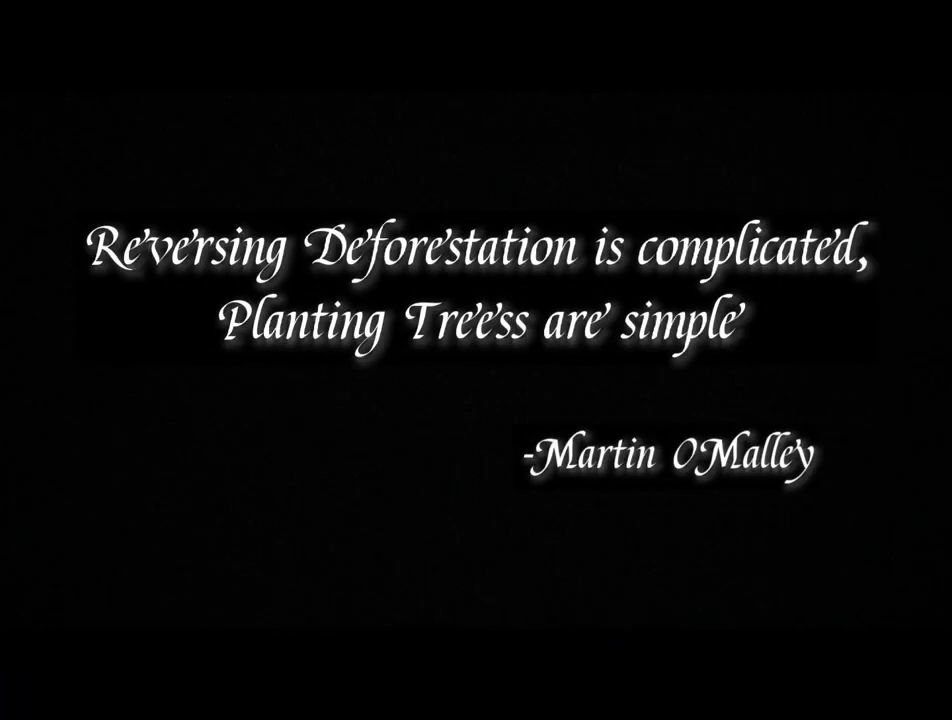 Reversing Deforestation is complicated,
Planting Treess are simple
-Martin OMalley